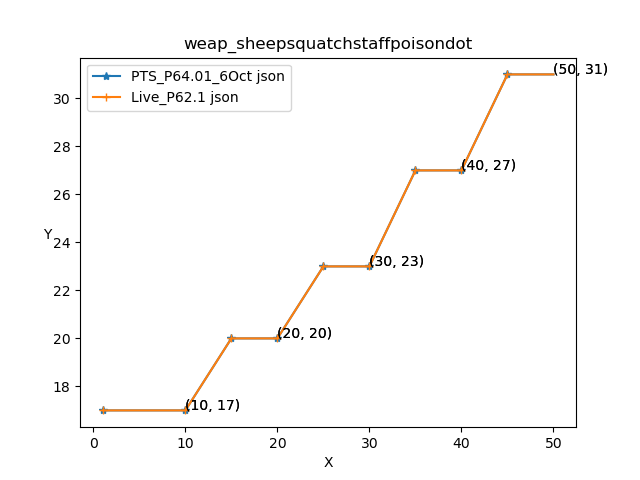 weap_sheepsquatchstaffpoisondot
PTS_P64.01_6Oct json
Live_P62.1 json
(50, 31)
30
28
(40, 27)
26
Y
24
(30, 23)
22
20
(20, 20)
18
(10, 17)
0 10 20 30 40 50
X